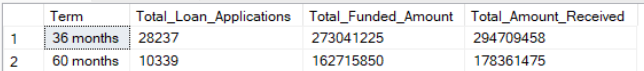 Term Total_Loan_Applications Total_Funded_Amount Total_Amount_Received
1 36 months 28237 273041225 294709458
2 60 months 10339 162715850 178361475